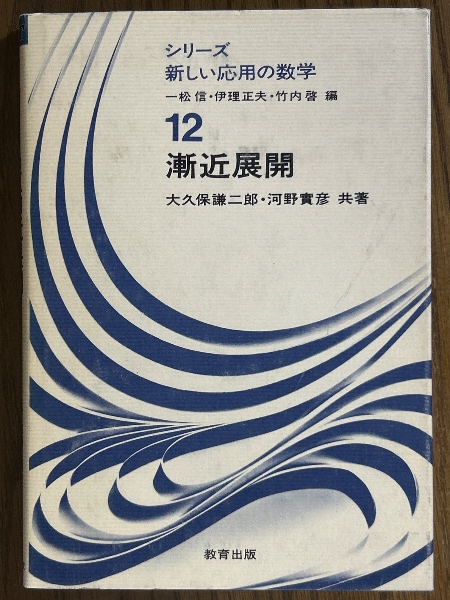 シリーズ
新しい応用の数学
一松信・伊理正夫・竹内啓 編
12
漸近展開
大久保謙二郎・河野實彦 共著
教育出版